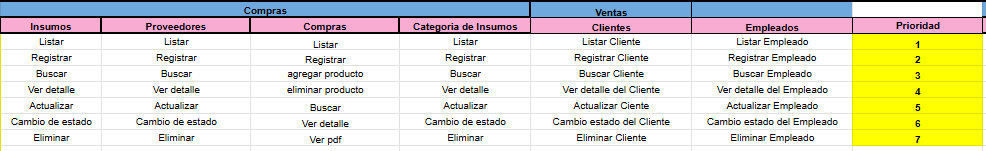 Compras Ventas
Insumos Proveedores Compras Categoria de Insumos Clientes Empleados Prioridad
Listar Listar Listar Listar Listar Cliente Listar Empleado 1
Registrar Registrar Registrar Registrar Registrar Cliente Registrar Empleado 2
Buscar Buscar agregar producto Buscar Buscar Cliente Buscar Empleado 3
Ver detalle Ver detalle eliminar producto Ver detalle Ver detalle del Cliente Ver detalle del Empleado 4
Actualizar Actualizar Buscar Actualizar Actualizar Ciente Actualizar Empleado 5
Cambio de estado Cambio de estado Ver detalle Cambio de estado Cambio estado del Cliente Cambio estado del Empleado 6
Eliminar Eliminar Ver pdf Eliminar Eliminar Cliente Eliminar Empleado 7